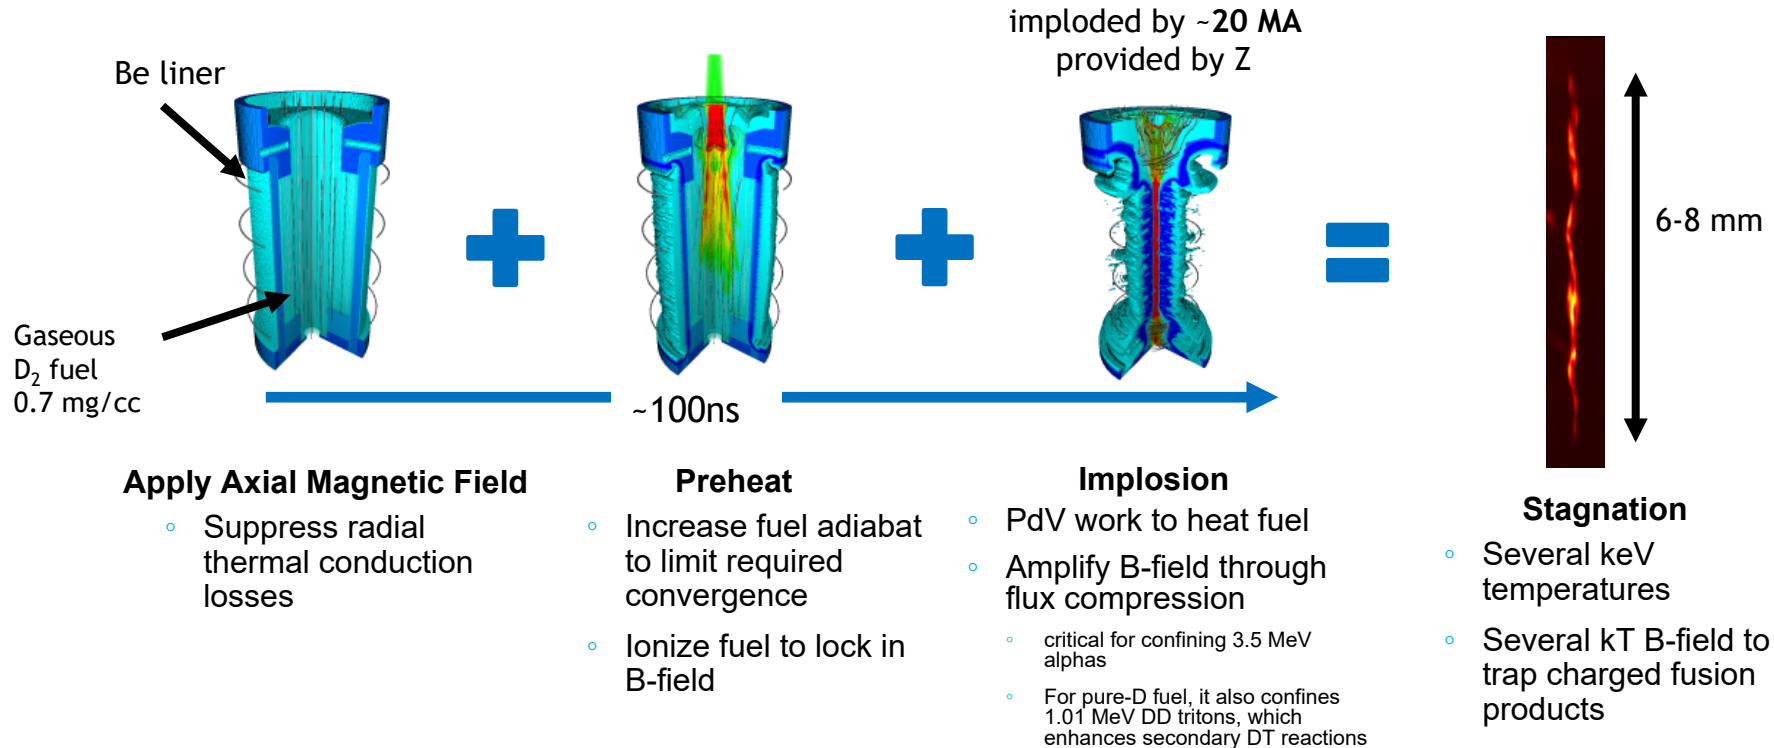 imploded by ~20 MA
provided by Z
Be liner
Gaseous
D₂ fuel
0.7 mg/cc
~100ns
6-8 mm
Apply Axial Magnetic Field
◦ Suppress radial
thermal conduction
losses
Preheat
◦ Increase fuel adiabat
to limit required
convergence
◦ Ionize fuel to lock in
B-field
Implosion
◦ PdV work to heat fuel
◦ Amplify B-field through
flux compression
◦ critical for confining 3.5 MeV
alphas
◦ For pure-D fuel, it also confines
1.01 MeV DD tritons, which
enhances secondary DT reactions
Stagnation
◦ Several keV
temperatures
◦ Several kT B-field to
trap charged fusion
products